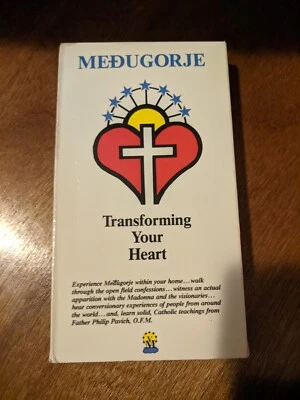 MEĐUGORJE
Transforming
Your
Heart
Experience Međugorje within your home...walk
through the open field confessions...witness an actual
apparition with the Madonna and the visionaries...
hear conversionary experiences of people from around
the world...and, learn solid, Catholic teachings from
Father Philip Pavich, O.F.M.